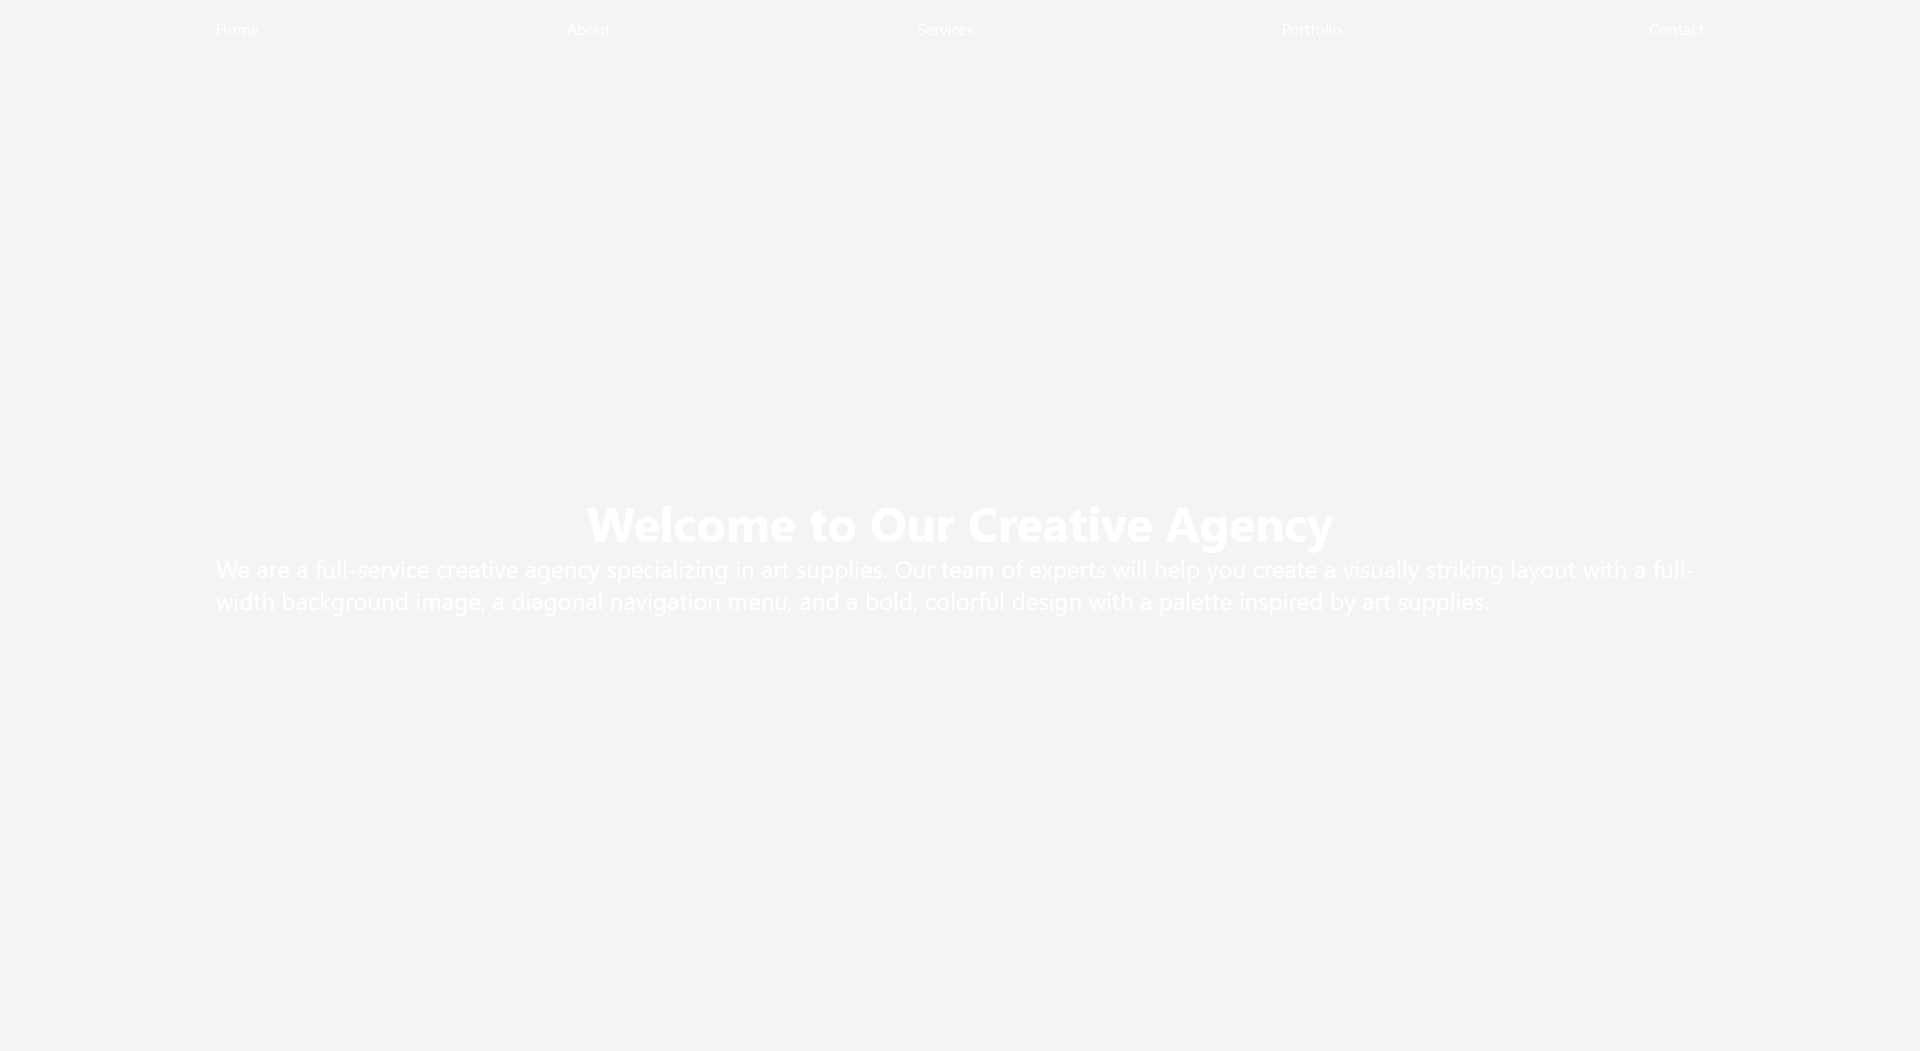 Home About Services Portfolio Contact
Welcome to Our Creative Agency
We are a full-service creative agency specializing in art supplies. Our team of experts will help you create a visually striking layout with a full-
width background image, a diagonal navigation menu, and a bold, colorful design with a palette inspired by art supplies.